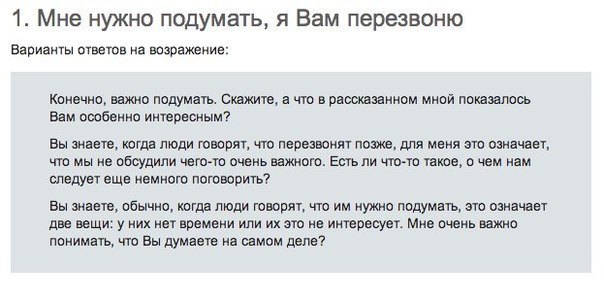 1. Мне нужно подумать, я Вам перезвоню
Варианты ответов на возражение:
Конечно, важно подумать. Скажите, а что в рассказанном мной показалось
Вам особенно интересным?
Вы знаете, когда люди говорят, что перезвонят позже, для меня это означает,
что мы не обсудили чего-то очень важного. Есть ли что-то такое, о чем нам
следует еще немного поговорить?
Вы знаете, обычно, когда люди говорят, что им нужно подумать, это означает
две вещи: у них нет времени или их это не интересует. Мне очень важно
понимать, что Вы думаете на самом деле?